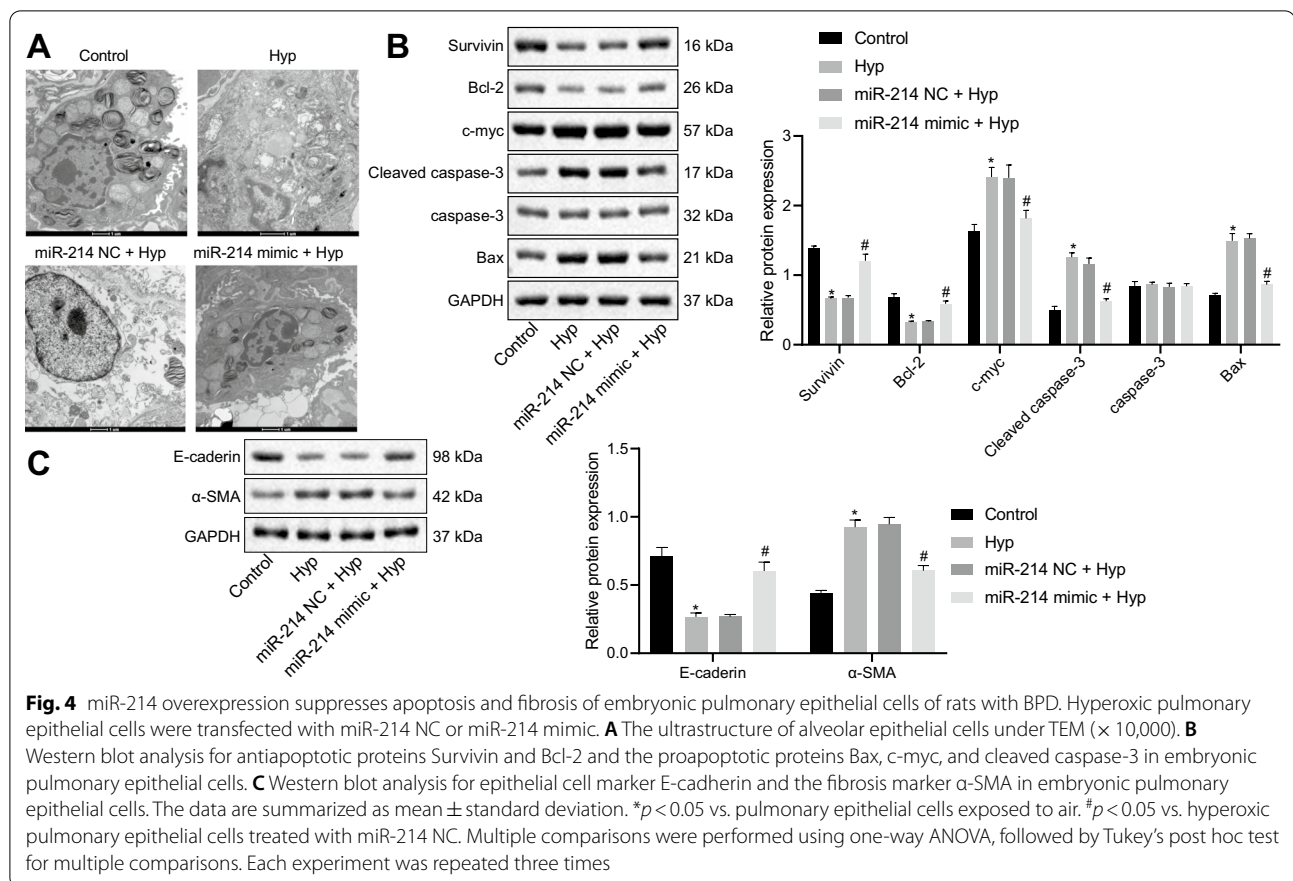 A
Control
Hyp
miR-214 NC + Hyp
miR-214 mimic + Hyp
1 um
1 um
1 um
1 um
B
Survivin
16 kDa
Bcl-2
26 kDa
c-myc
57 kDa
Cleaved caspase-3
17 kDa
caspase-3
32 kDa
Bax
21 kDa
GAPDH
37 kDa
Control
Hyp
miR-214 NC + Hyp
miR-214 mimic + Hyp
Control
Hyp
miR-214 NC + Hyp
miR-214 mimic + Hyp
Relative protein expression
3
2
1
0
*
#
*
#
*
#
*
#
*
#
Survivin
Bcl-2
c-myc
Cleaved caspase-3
caspase-3
Bax
C
E-caderin
98 kDa
α-SMA
42 kDa
GAPDH
37 kDa
Control
Hyp
miR-214 NC + Hyp
miR-214 mimic + Hyp
Relative protein expression
1.5
1.0
0.5
0.0
*
#
*
#
E-caderin
α-SMA
Control
Hyp
miR-214 NC + Hyp
miR-214 mimic + Hyp
Fig. 4 miR-214 overexpression suppresses apoptosis and fibrosis of embryonic pulmonary epithelial cells of rats with BPD. Hyperoxic pulmonary
epithelial cells were transfected with miR-214 NC or miR-214 mimic. A The ultrastructure of alveolar epithelial cells under TEM (× 10,000). B
Western blot analysis for antiapoptotic proteins Survivin and Bcl-2 and the proapoptotic proteins Bax, c-myc, and cleaved caspase-3 in embryonic
pulmonary epithelial cells. C Western blot analysis for epithelial cell marker E-cadherin and the fibrosis marker α-SMA in embryonic pulmonary
epithelial cells. The data are summarized as mean ± standard deviation. *p < 0.05 vs. pulmonary epithelial cells exposed to air. #p < 0.05 vs. hyperoxic
pulmonary epithelial cells treated with miR-214 NC. Multiple comparisons were performed using one-way ANOVA, followed by Tukey's post hoc test
for multiple comparisons. Each experiment was repeated three times